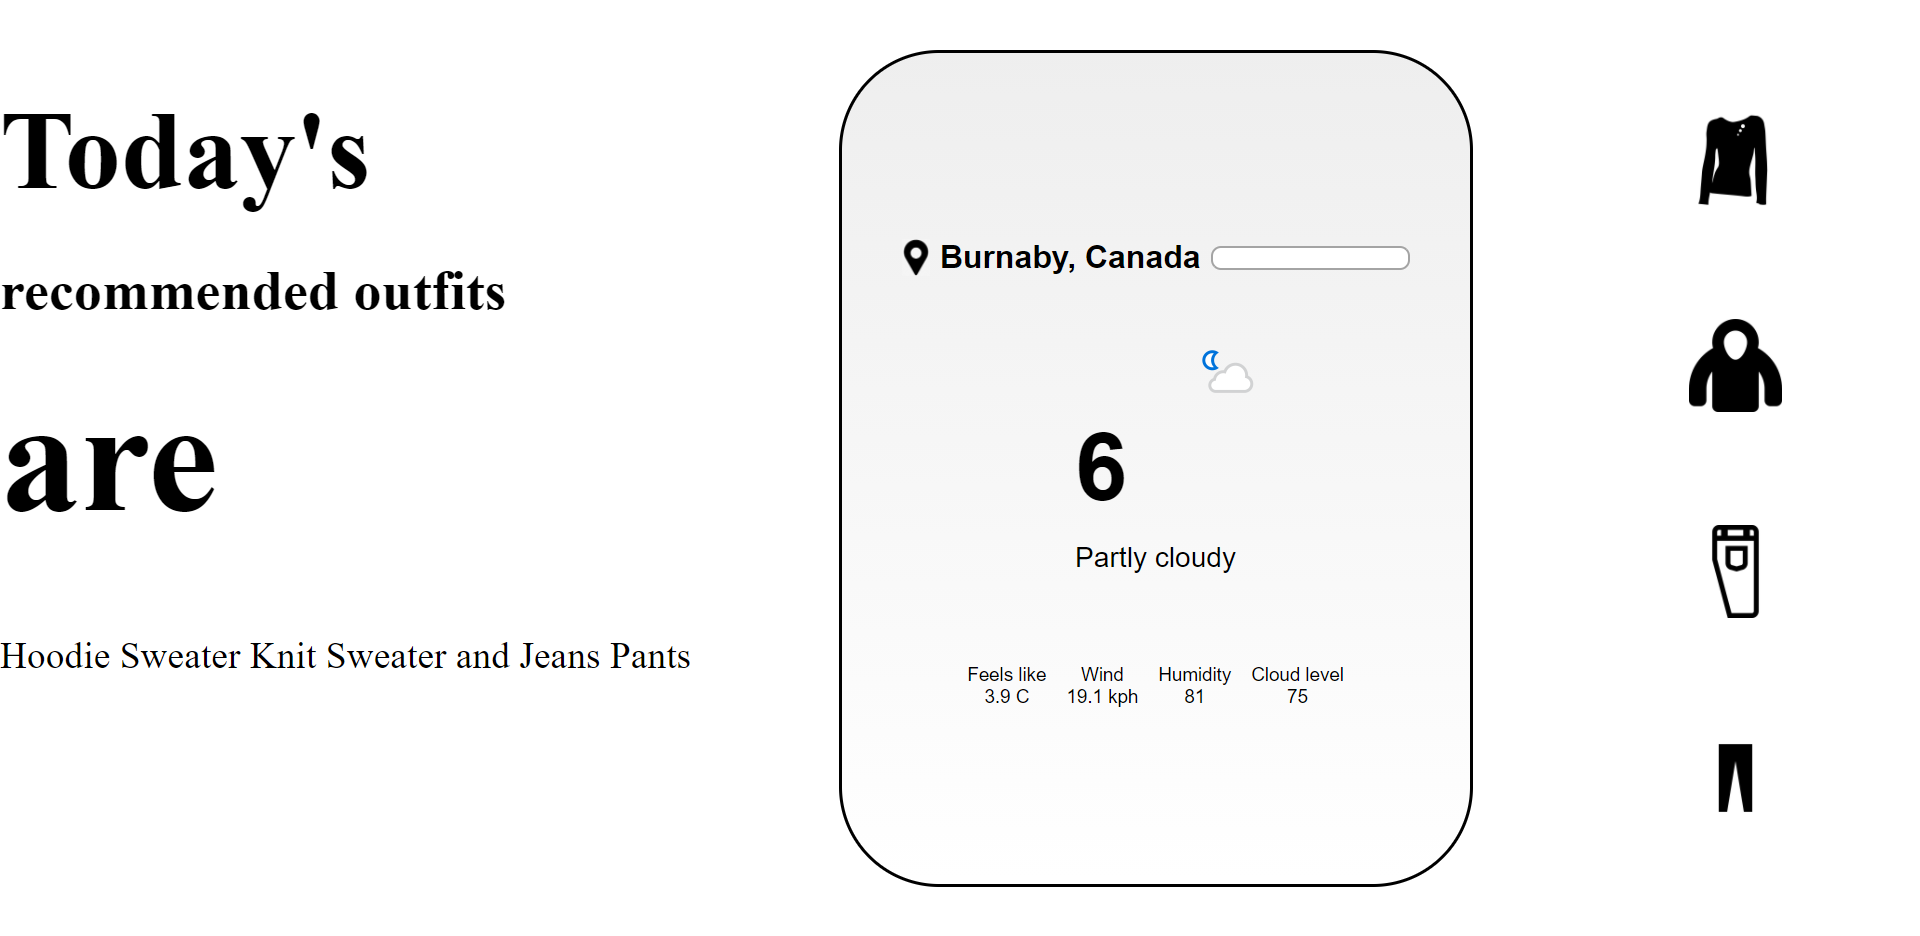 Today's
recommended outfits
are
Hoodie Sweater Knit Sweater and Jeans Pants
Burnaby, Canada
6
Partly cloudy
Feels like Wind Humidity Cloud level
3.9 C 19.1 kph 81 75